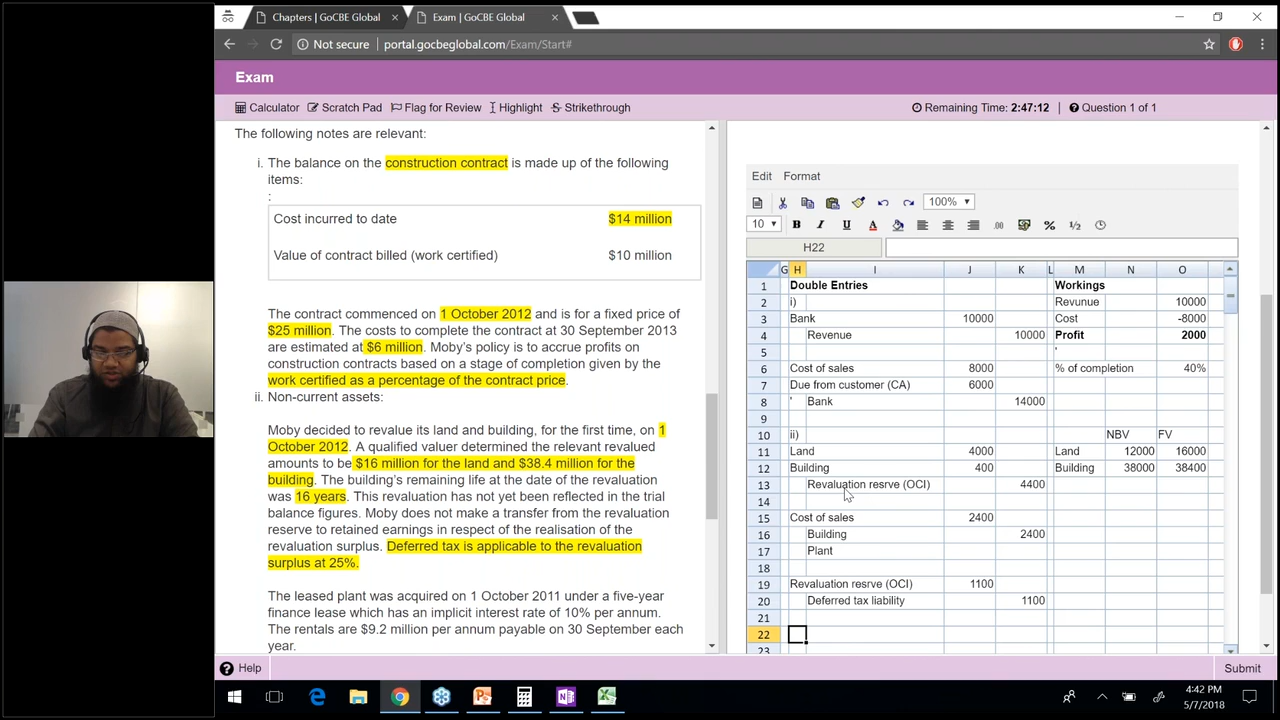 Chapters | GoCBE Global
Exam | GoCBE Global
Not secure | portal.gocbeglobal.com/Exam/Start#
Exam
Calculator Scratch Pad Flag for Review Highlight Strikethrough Remaining Time: 2:47:12 Question 1 of 1
The following notes are relevant:
i. The balance on the construction contract is made up of the following
items:
:
Cost incurred to date $14 million
Value of contract billed (work certified) $10 million
The contract commenced on 1 October 2012 and is for a fixed price of
$25 million. The costs to complete the contract at 30 September 2013
are estimated at $6 million. Moby's policy is to accrue profits on
construction contracts based on a stage of completion given by the
work certified as a percentage of the contract price.
ii. Non-current assets:
Moby decided to revalue its land and building, for the first time, on 1
October 2012. A qualified valuer determined the relevant revalued
amounts to be $16 million for the land and $38.4 million for the
building. The building's remaining life at the date of the revaluation
was 16 years. This revaluation has not yet been reflected in the trial
balance figures. Moby does not make a transfer from the revaluation
reserve to retained earnings in respect of the realisation of the
revaluation surplus. Deferred tax is applicable to the revaluation
surplus at 25%.
The leased plant was acquired on 1 October 2011 under a five-year
finance lease which has an implicit interest rate of 10% per annum.
The rentals are $9.2 million per annum payable on 30 September each
year.
Edit Format
100%
10 B I U A .00 % 1/2
H22
G H I J K L M N O
1 Double Entries Workings
2 i) Revunue 10000
3 Bank 10000 Cost -8000
4 Revenue 10000 Profit 2000
5 '
6 Cost of sales 8000 % of completion 40%
7 Due from customer (CA) 6000
8 ' Bank 14000
9
10 ii) NBV FV
11 Land 4000 Land 12000 16000
12 Building 400 Building 38000 38400
13 Revaluation resrve (OCI) 4400
14
15 Cost of sales 2400
16 Building 2400
17 Plant
18
19 Revaluation resrve (OCI) 1100
20 Deferred tax liability 1100
21
22
23
Help Submit
4:42 PM
5/7/2018